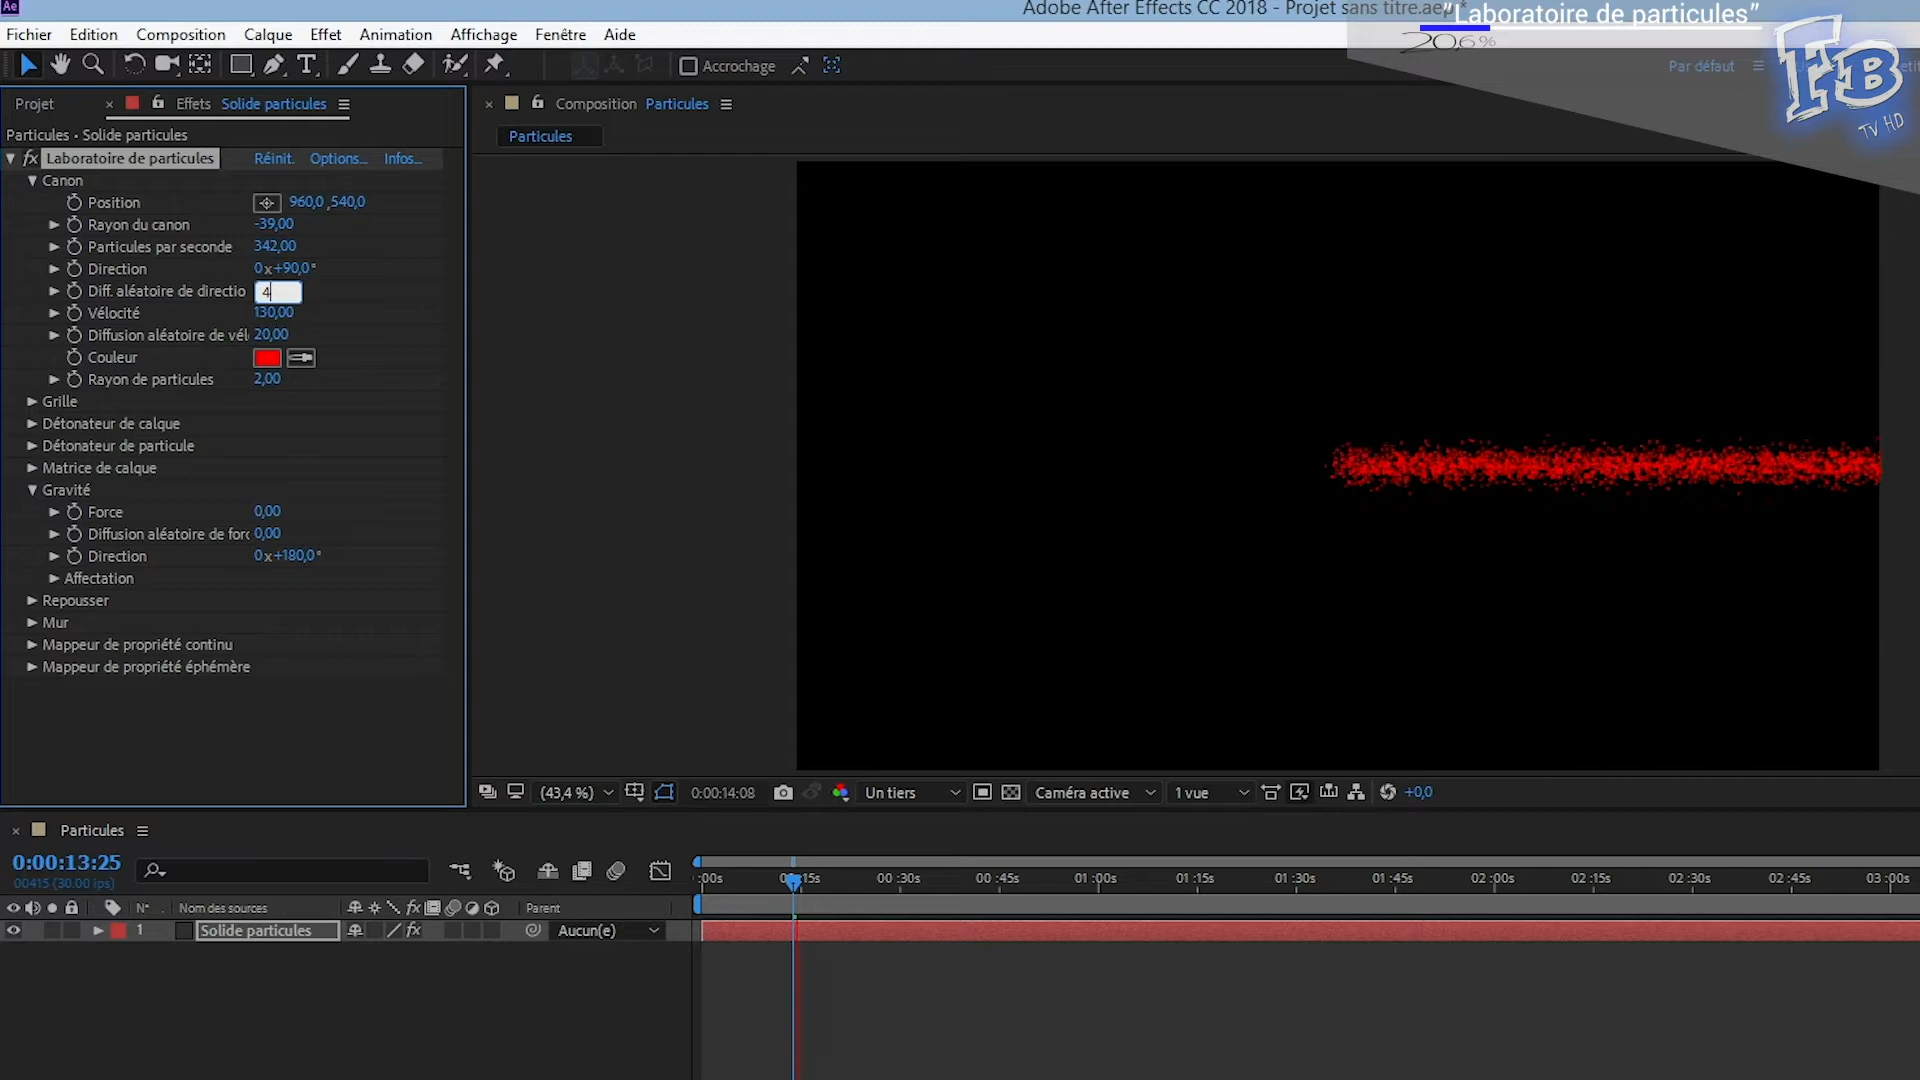 Ae
Adobe After Effects CC 2018 - Projet sans titre.aep *
"Laboratoire de particules"
20,6%
FB
TV HD
Fichier Edition Composition Calque Effet Animation Affichage Fenêtre Aide
Accrochage
Par défaut
Projet
Effets Solide particules
Composition Particules
Particules • Solide particules
Particules
fx Laboratoire de particules Réinit. Options... Infos...
Canon
Position 960,0 ,540,0
Rayon du canon -39,00
Particules par seconde 342,00
Direction 0x+90,0°
Diff. aléatoire de directio 4
Vélocité 130,00
Diffusion aléatoire de vél 20,00
Couleur
Rayon de particules 2,00
Grille
Détonateur de calque
Détonateur de particule
Matrice de calque
Gravité
Force 0,00
Diffusion aléatoire de forc 0,00
Direction 0x+180,0°
Affectation
Repousser
Mur
Mappeur de propriété continu
Mappeur de propriété éphémère
(43,4 %) 0:00:14:08 Un tiers Caméra active 1 vue +0,0
Particules
0:00:13:25
00415 (30.00 ips)
:00s 00:15s 00:30s 00:45s 01:00s 01:15s 01:30s 01:45s 02:00s 02:15s 02:30s 02:45s 03:00s
N° Nom des sources fx Parent
1 Solide particules fx Aucun(e)